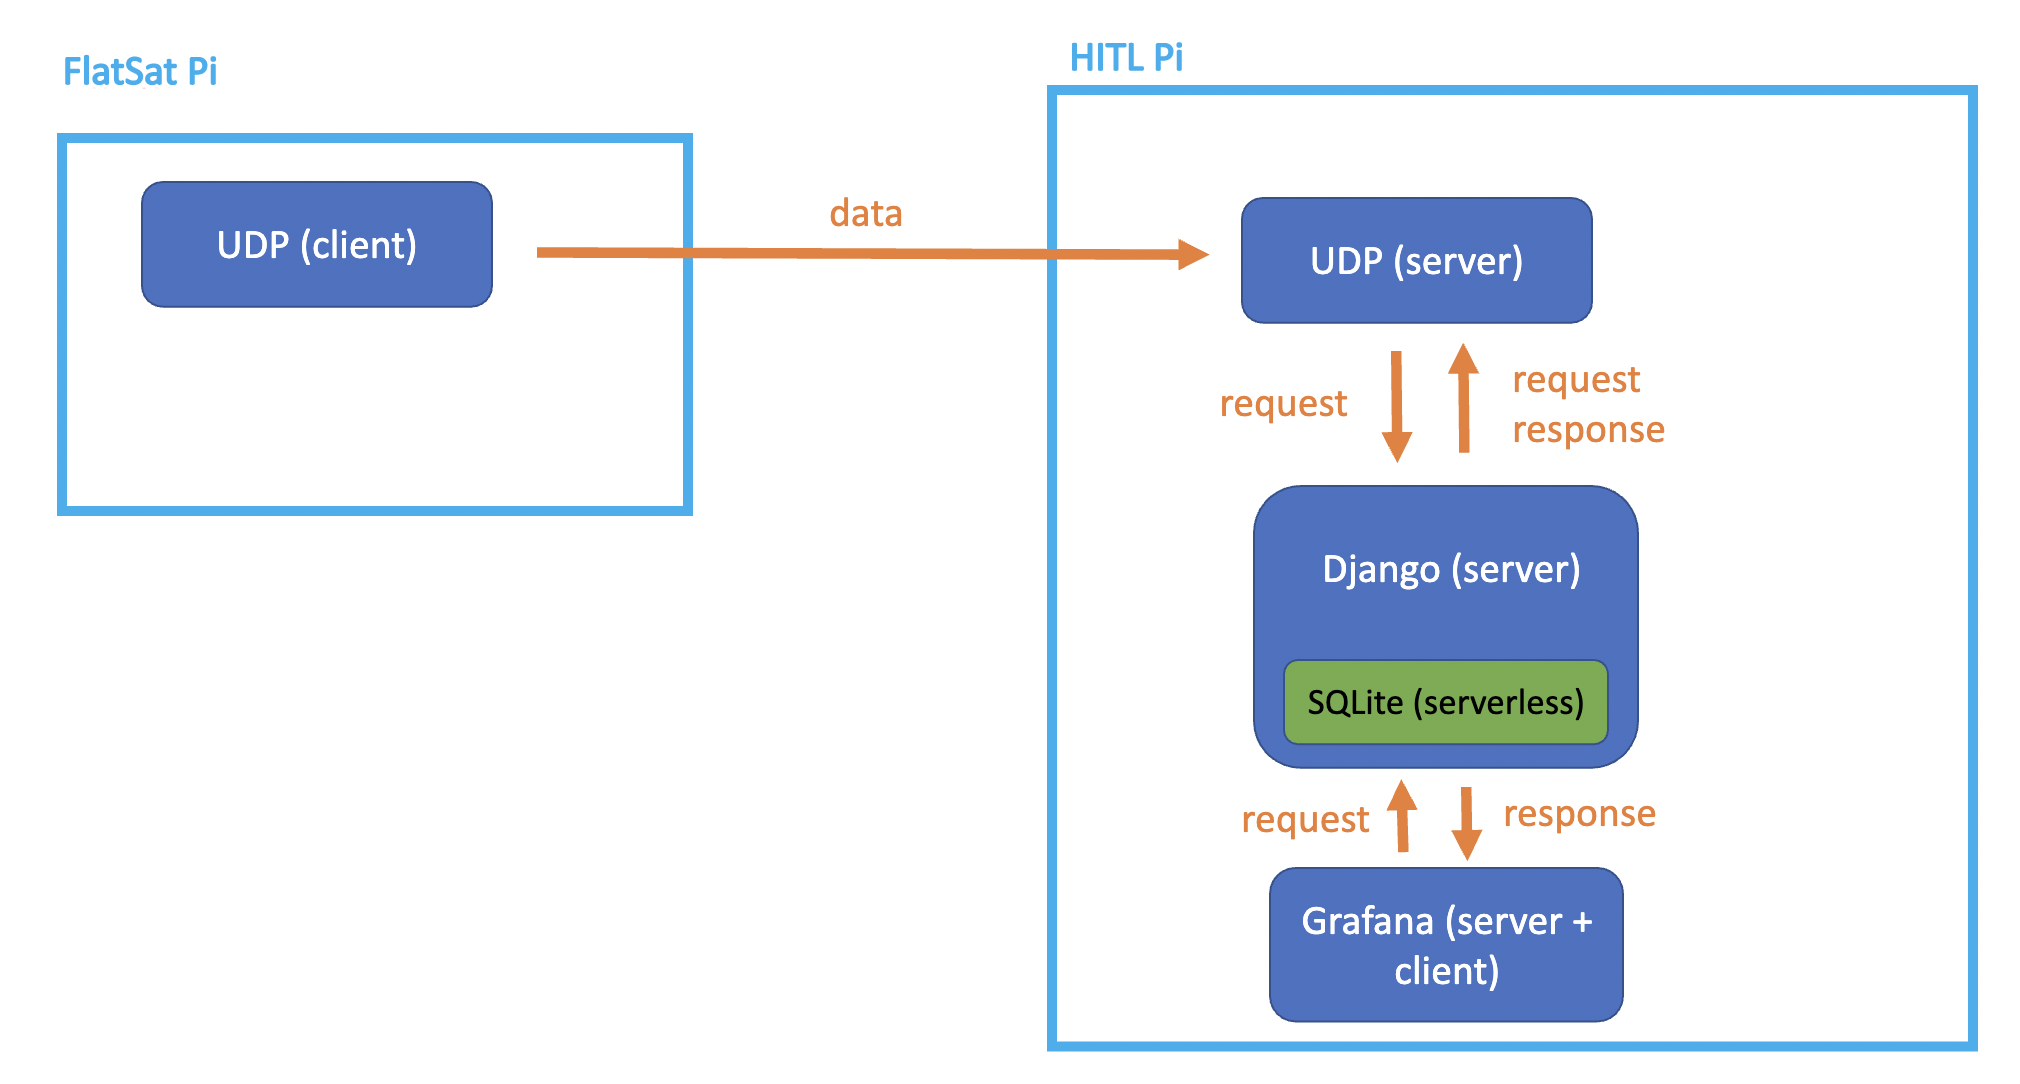 FlatSat Pi
HITL Pi
UDP (client)
data
UDP (server)
request
request
response
Django (server)
SQLite (serverless)
request
response
Grafana (server +
client)